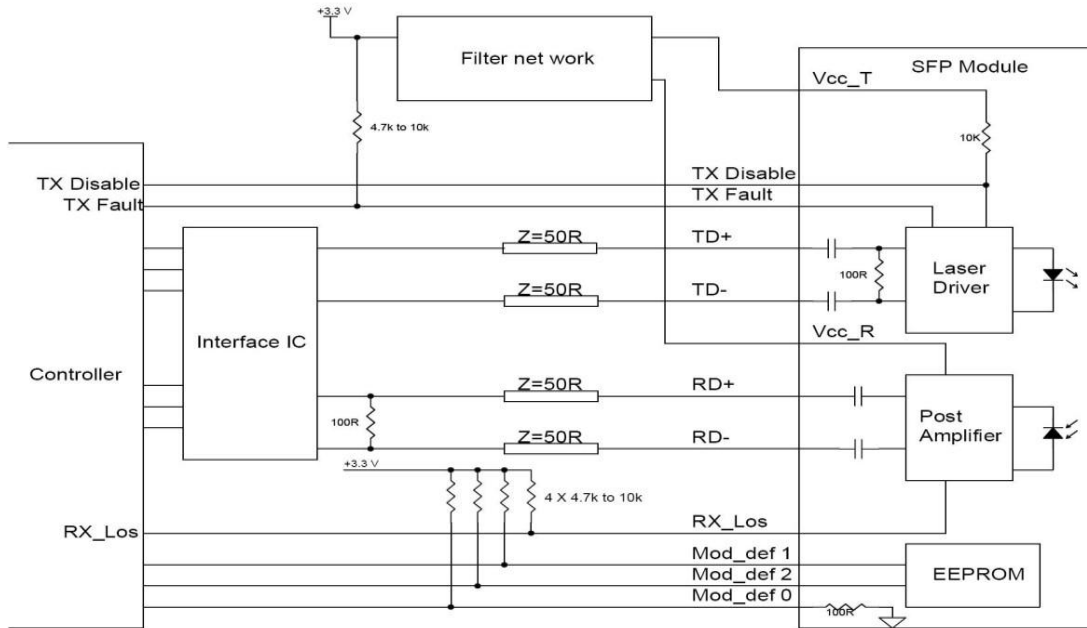 +3.3 V
Filter net work
SFP Module
Vcc_T
4.7k to 10k
10K
TX Disable
TX Disable
TX Fault
TX Fault
Z=50R
TD+
100R
Laser
Driver
Z=50R
TD-
Interface IC
Vcc_R
Controller
Z=50R
RD+
100R
Post
Amplifier
Z=50R
RD-
+3.3 V
4 X 4.7k to 10k
RX_Los
RX_Los
Mod_def 1
Mod_def 2
EEPROM
Mod_def 0
100R